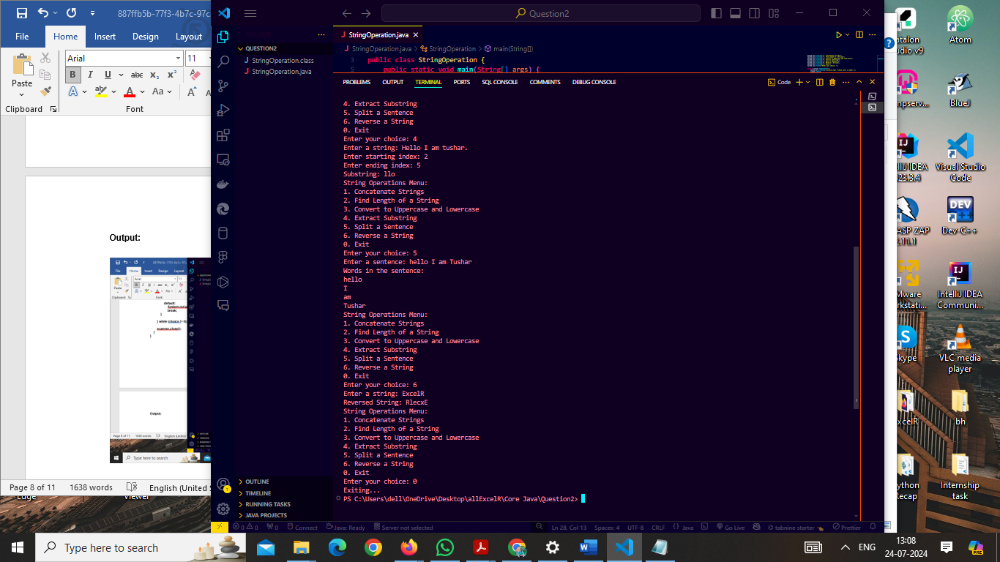 887ffb5b-77f3-4b7c-97c
File Home Insert Design Layout
Paste
Arial 11
B I U abc x₂ x²
A aby A Aa A
Clipboard Font
Output:
Page 8 of 11 1638 words English (United S
Question2
QUESTION2
StringOperation.class
StringOperation.java
OUTLINE
TIMELINE
RUNNING TASKS
JAVA PROJECTS
StringOperation.java
StringOperation.java > StringOperation > main(String[])
3 public class StringOperation {
5 public static void main(String[] args) {
PROBLEMS OUTPUT TERMINAL PORTS SQL CONSOLE COMMENTS DEBUG CONSOLE
Code
4. Extract Substring
5. Split a Sentence
6. Reverse a String
0. Exit
Enter your choice: 4
Enter a string: Hello I am tushar.
Enter starting index: 2
Enter ending index: 5
Substring: llo
String Operations Menu:
1. Concatenate Strings
2. Find Length of a String
3. Convert to Uppercase and Lowercase
4. Extract Substring
5. Split a Sentence
6. Reverse a String
0. Exit
Enter your choice: 5
Enter a sentence: hello I am Tushar
Words in the sentence:
hello
I
am
Tushar
String Operations Menu:
1. Concatenate Strings
2. Find Length of a String
3. Convert to Uppercase and Lowercase
4. Extract Substring
5. Split a Sentence
6. Reverse a String
0. Exit
Enter your choice: 6
Enter a string: ExcelR
Reversed String: RlecxE
String Operations Menu:
1. Concatenate Strings
2. Find Length of a String
3. Convert to Uppercase and Lowercase
4. Extract Substring
5. Split a Sentence
6. Reverse a String
0. Exit
Enter your choice: 0
Exiting...
PS C:\Users\dell\OneDrive\Desktop\allExcelR\Core Java\Question2>
0 0 0 Connect Java: Ready Server not selected Ln 28, Col 13 Spaces: 4 UTF-8 CRLF {} Java Go Live tabnine starter Prettier
atalon
udio v9
Atom
mpserv...
BlueJ
lliJ IDEA
023.3.4
Visual Studio
Code
ASP ZAP
2.11.1
Dev-C++
Mware
rkstati...
IntelliJ IDEA
Communi...
kype
VLC media
player
xcelR
bh
ython
Recap
Internship
task
Edge
Viewer
Type here to search
ENG
13:08
24-07-2024